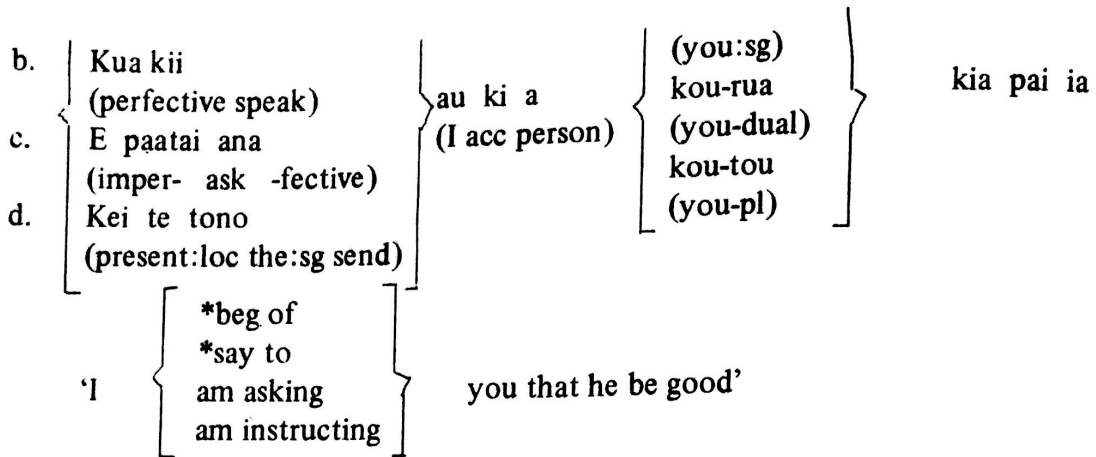 b. Kua kii
(perfective speak)
c. E paatai ana
(imper- ask -fective)
d. Kei te tono
(present:loc the:sg send)
au ki a
(I acc person)
(you:sg)
kou-rua
(you-dual)
kou-tou
(you-pl)
kia pai ia
‘I
*beg of
*say to
am asking
am instructing
you that he be good’